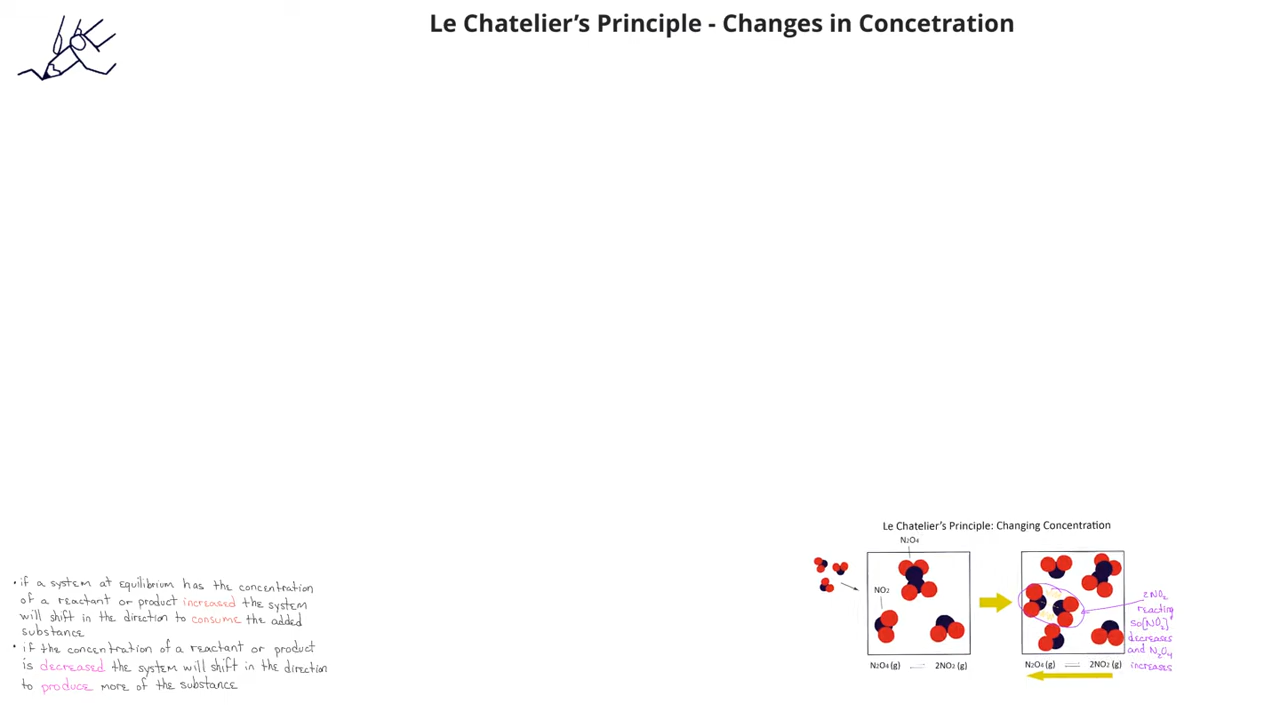 Le Chatelier's Principle - Changes in Concetration
• if a system at equilibrium has the concentration
of a reactant or product increased the system
will shift in the direction to consume the added
substance
• if the concentration of a reactant or product
is decreased the system will shift in the direction
to produce more of the substance
Le Chatelier's Principle: Changing Concentration
N₂O₄
NO₂
N₂O₄ (g) ⇌ 2NO₂ (g)
N₂O₄ (g) ⇌ 2NO₂ (g)
2NO₂
reacting
so [NO₂]
decreases
and N₂O₄
increases